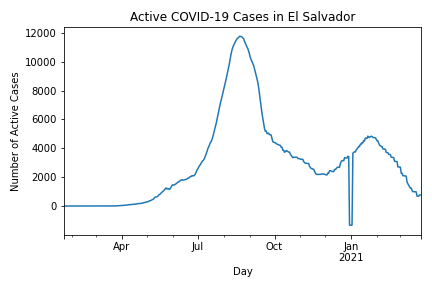 Active COVID-19 Cases in El Salvador
12000
10000
8000
6000
4000
2000
0
Number of Active Cases
Apr
Jul
Oct
Jan
2021
Day